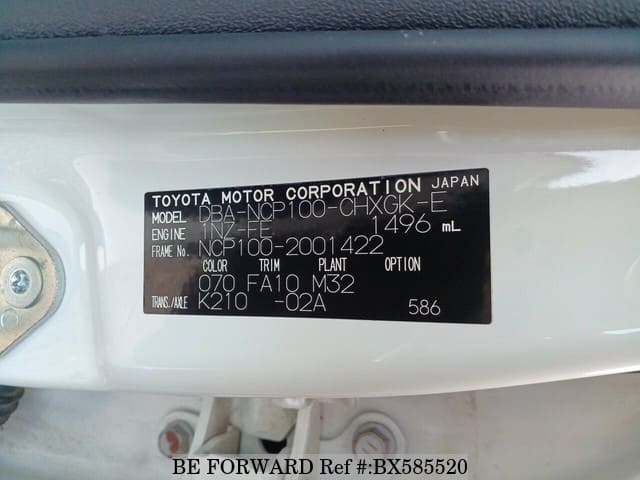 TOYOTA MOTOR CORPORATION JAPAN
MODEL DBA-NCP100-CHXGK-E
ENGINE 1NZ-FE 1496 mL
FRAME No. NCP100-2001422
COLOR TRIM PLANT OPTION
070 FA10 M32
TRANS./AXLE K210 -02A 586
BE FORWARD Ref #:BX585520